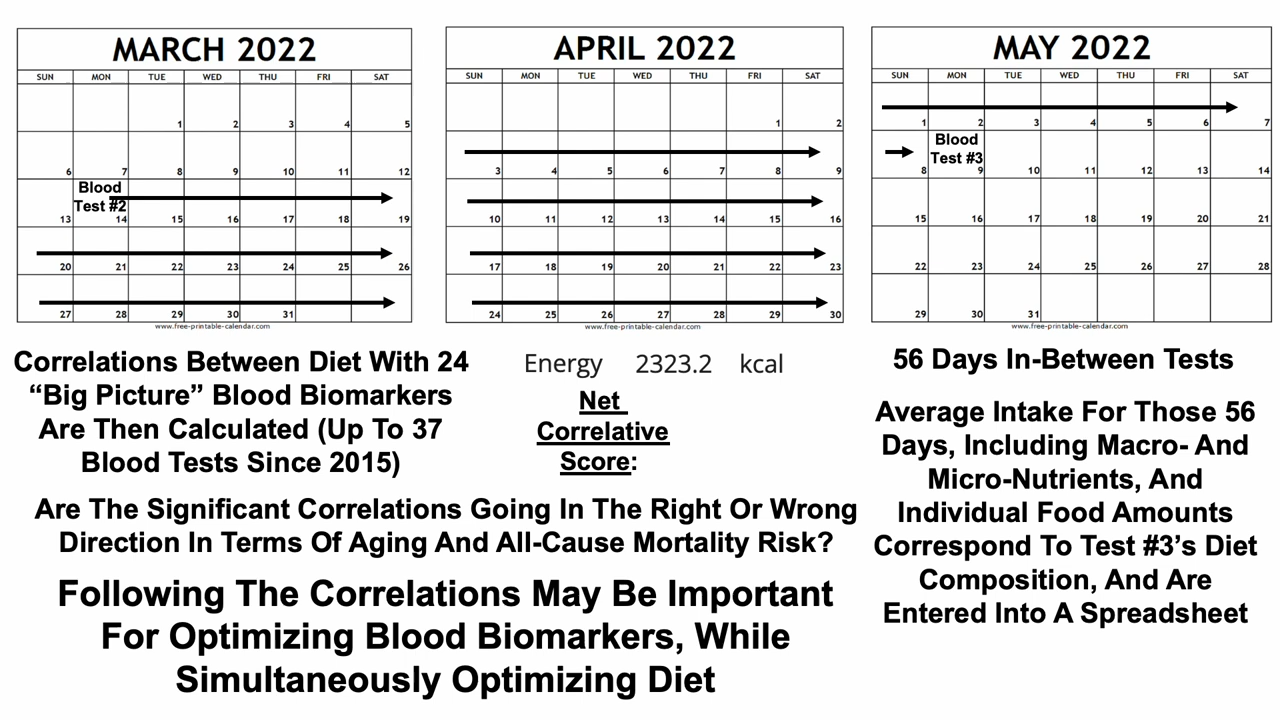 MARCH 2022
SUN MON TUE WED THU FRI SAT
1 2 3 4 5
6 7 8 9 10 11 12
Blood
Test #2
13 14 15 16 17 18 19
20 21 22 23 24 25 26
27 28 29 30 31
www.free-printable-calendar.com
APRIL 2022
SUN MON TUE WED THU FRI SAT
1 2
3 4 5 6 7 8 9
10 11 12 13 14 15 16
17 18 19 20 21 22 23
24 25 26 27 28 29 30
www.free-printable-calendar.com
MAY 2022
SUN MON TUE WED THU FRI SAT
1 2 3 4 5 6 7
Blood
Test #3
8 9 10 11 12 13 14
15 16 17 18 19 20 21
22 23 24 25 26 27 28
29 30 31
www.free-printable-calendar.com
Correlations Between Diet With 24
“Big Picture” Blood Biomarkers
Are Then Calculated (Up To 37
Blood Tests Since 2015)
Energy 2323.2 kcal
Net
Correlative
Score:
Are The Significant Correlations Going In The Right Or Wrong
Direction In Terms Of Aging And All-Cause Mortality Risk?
Following The Correlations May Be Important
For Optimizing Blood Biomarkers, While
Simultaneously Optimizing Diet
56 Days In-Between Tests
Average Intake For Those 56
Days, Including Macro- And
Micro-Nutrients, And
Individual Food Amounts
Correspond To Test #3’s Diet
Composition, And Are
Entered Into A Spreadsheet